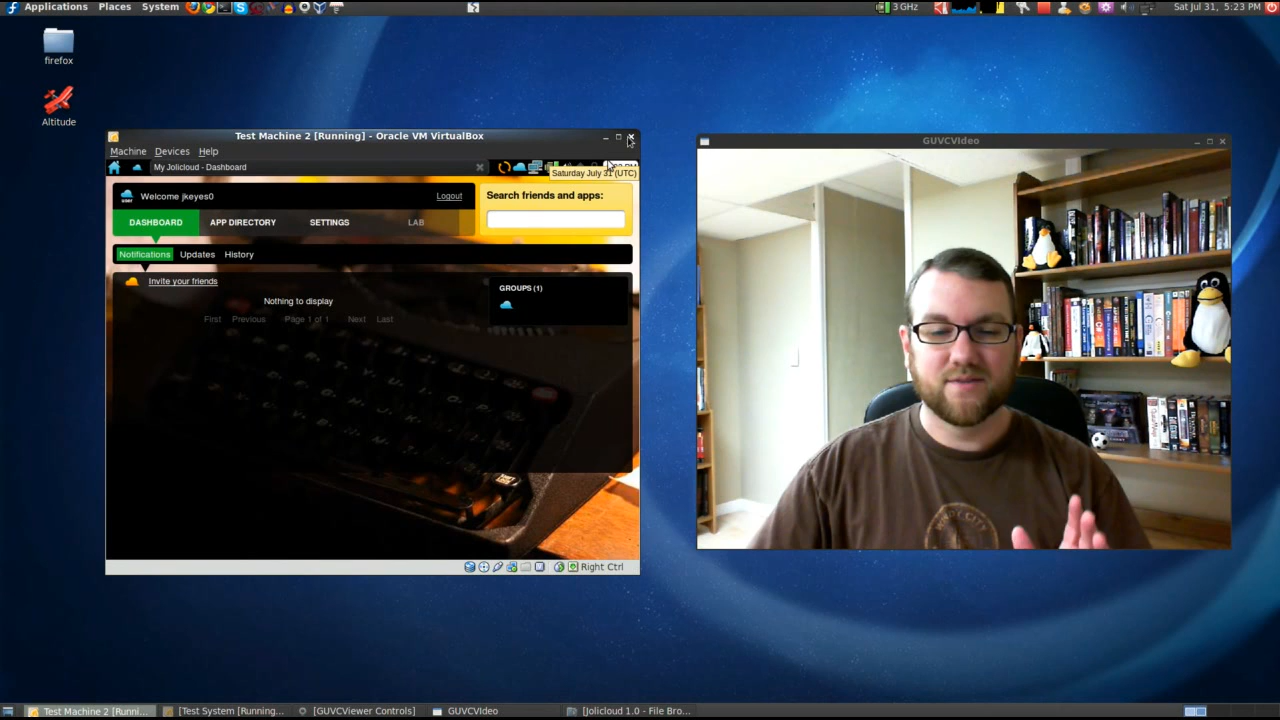 Applications Places System
3 GHz
Sat Jul 31, 5:23 PM
firefox
Altitude
Test Machine 2 [Running] - Oracle VM VirtualBox
Machine Devices Help
My Jolicloud - Dashboard
Saturday July 31 (UTC)
Welcome jkeyes0
Logout
Search friends and apps:
DASHBOARD APP DIRECTORY SETTINGS LAB
Notifications Updates History
Invite your friends
Nothing to display
First Previous Page 1 of 1 Next Last
GROUPS (1)
Right Ctrl
GUVCVIdeo
WINDY CITY
Test Machine 2 [Runni... [Test System [Running... [GUVCViewer Controls] GUVCVIdeo [Jolicloud 1.0 - File Bro...